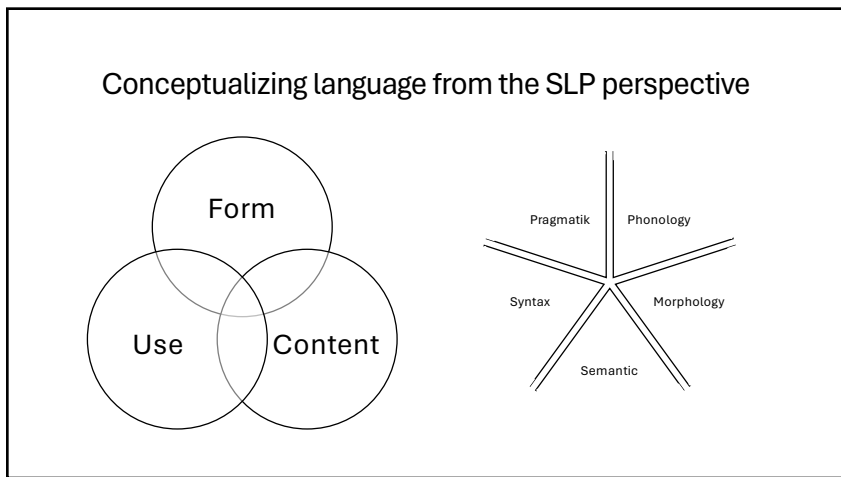 Conceptualizing language from the SLP perspective
Form
Use
Content
Pragmatik
Phonology
Syntax
Morphology
Semantic